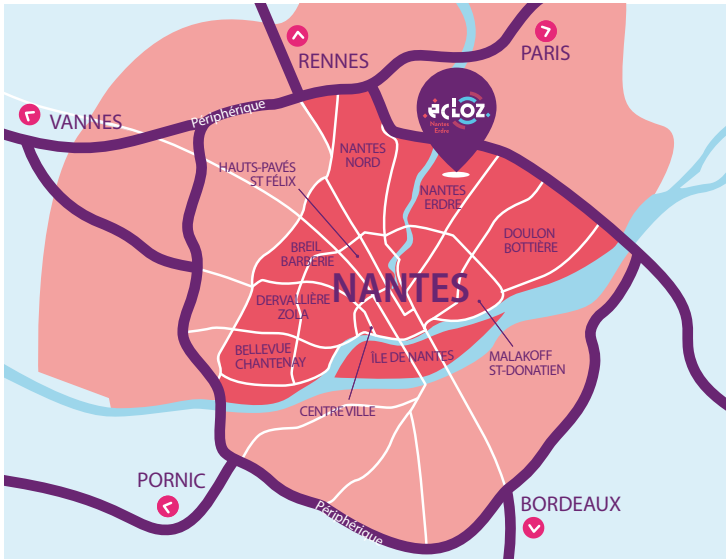 RENNES
PARIS
VANNES
Périphérique
éCLOZ
Nantes
Erdre
NANTES
NORD
HAUTS-PAVÉS
ST FÉLIX
NANTES
ERDRE
DOULON
BOTTIÈRE
BREIL
BARBERIE
NANTES
DERVALLIÈRE
ZOLA
BELLEVUE
CHANTENAY
ÎLE DE NANTES
MALAKOFF
ST-DONATIEN
CENTRE VILLE
PORNIC
BORDEAUX
Périphérique